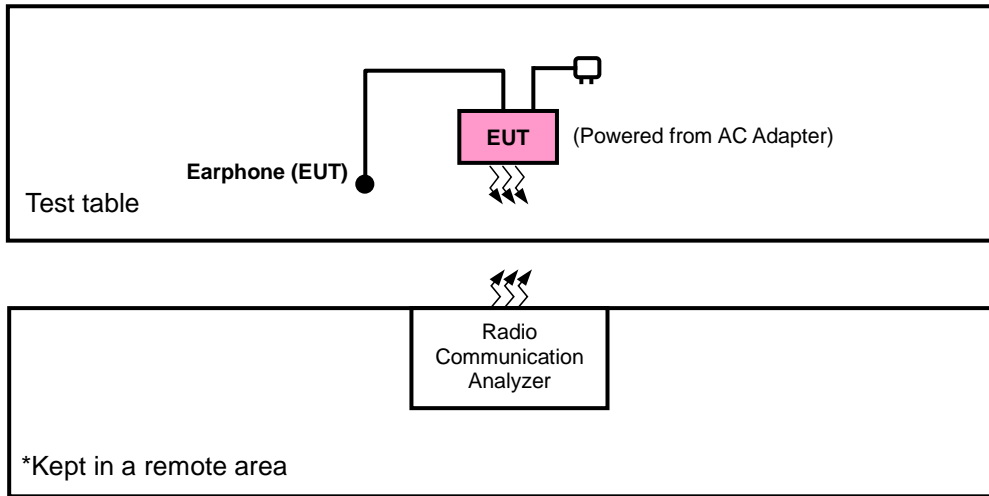 EUT
(Powered from AC Adapter)
Earphone (EUT)
Test table
Radio
Communication
Analyzer
*Kept in a remote area